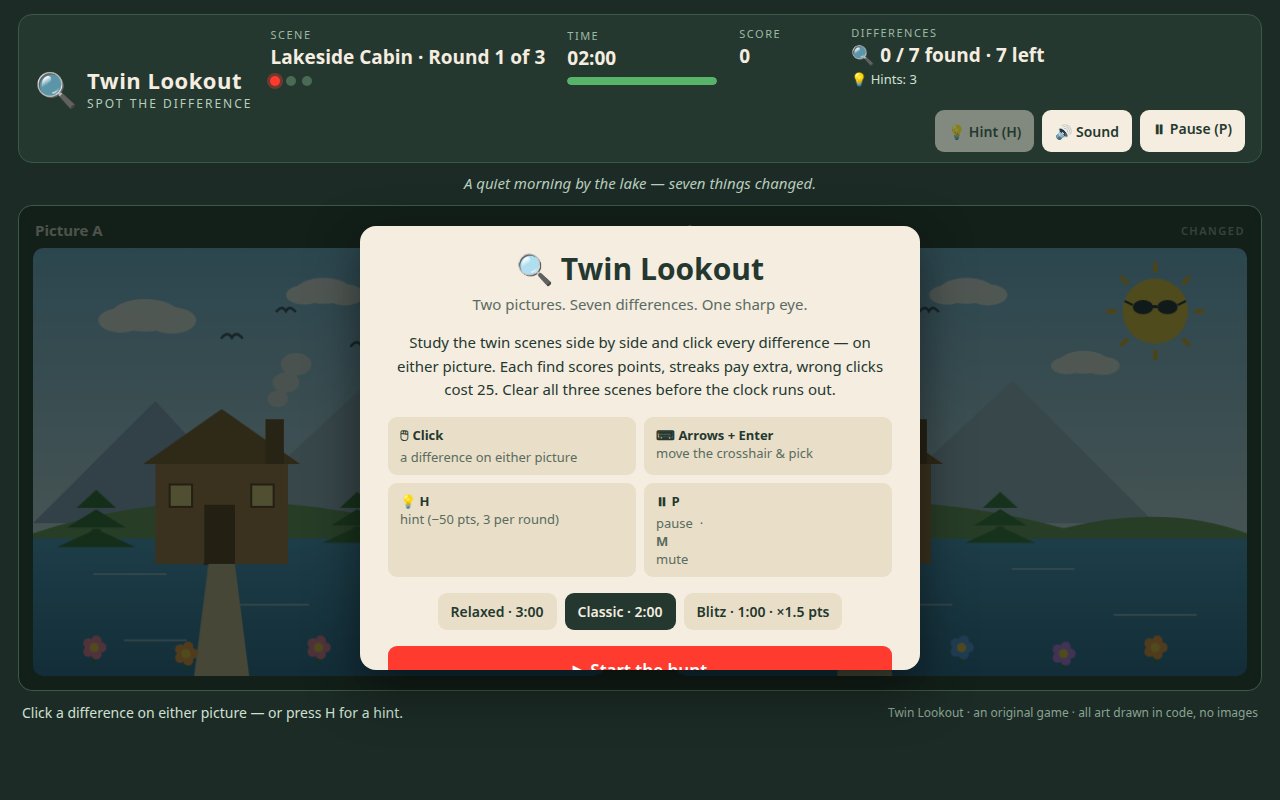 🔍 Twin Lookout
SPOT THE DIFFERENCE
SCENE
Lakeside Cabin · Round 1 of 3
TIME
02:00
SCORE
0
DIFFERENCES
🔍 0 / 7 found · 7 left
💡 Hints: 3
💡 Hint (H)
🔊 Sound
⏸ Pause (P)
A quiet morning by the lake — seven things changed.
Picture A
CHANGED
🔍 Twin Lookout
Two pictures. Seven differences. One sharp eye.
Study the twin scenes side by side and click every difference — on
either picture. Each find scores points, streaks pay extra, wrong clicks
cost 25. Clear all three scenes before the clock runs out.
🖱 Click
a difference on either picture
⌨ Arrows + Enter
move the crosshair & pick
💡 H
hint (−50 pts, 3 per round)
⏸ P
pause ·
M
mute
Relaxed · 3:00
Classic · 2:00
Blitz · 1:00 · ×1.5 pts
▶ Start the hunt
Click a difference on either picture — or press H for a hint.
Twin Lookout · an original game · all art drawn in code, no images